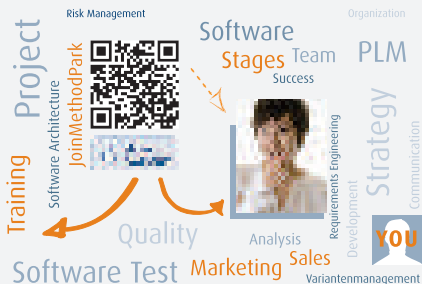 Risk Management
Organization
Project
Software
Stages
Team
PLM
Success
JoinMethodPark
Software Architecture
Strategy
Communication
Requirements Engineering
Training
Development
Quality
Analysis
YOU
Software Test
Marketing
Sales
Variantenmanagement